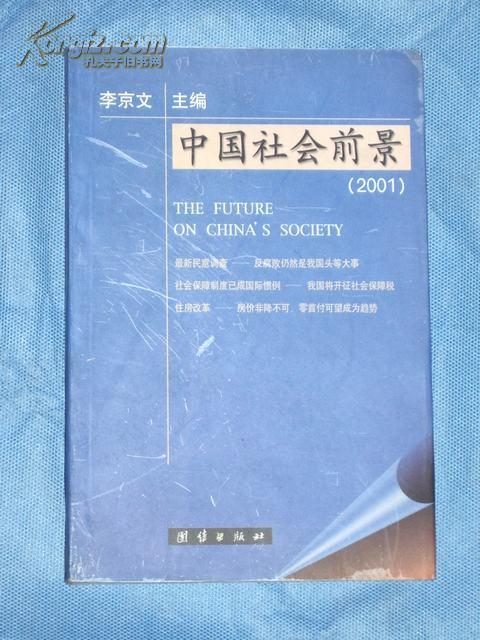 Kongfz.com
孔夫子旧书网
李京文 主编
中国社会前景
(2001)
THE FUTURE
ON CHINA'S SOCIETY
最新民意调查——反腐败仍然是我国头等大事
社会保障制度已成国际惯例——我国将开征社会保障税
住房改革——房价非降不可，零首付可望成为趋势
团结出版社